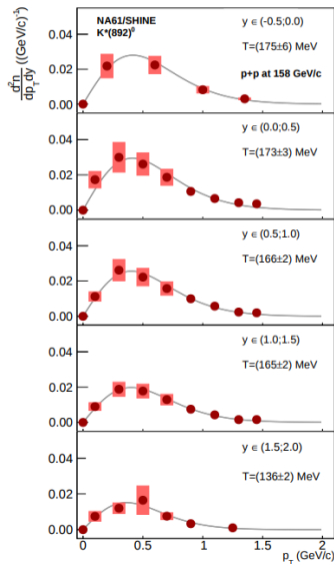 NA61/SHINE
K*(892)⁰
y ∈ (-0.5;0.0)
T=(175±6) MeV
p+p at 158 GeV/c
d²n
dp_T dy
((GeV/c)⁻¹)
0.04
0.02
0.00
y ∈ (0.0;0.5)
T=(173±3) MeV
0.04
0.02
0.00
y ∈ (0.5;1.0)
T=(166±2) MeV
0.04
0.02
0.00
y ∈ (1.0;1.5)
T=(165±2) MeV
0.04
0.02
0.00
y ∈ (1.5;2.0)
T=(136±2) MeV
0.04
0.02
0.00
0 0.5 1 1.5 2
p_T (GeV/c)